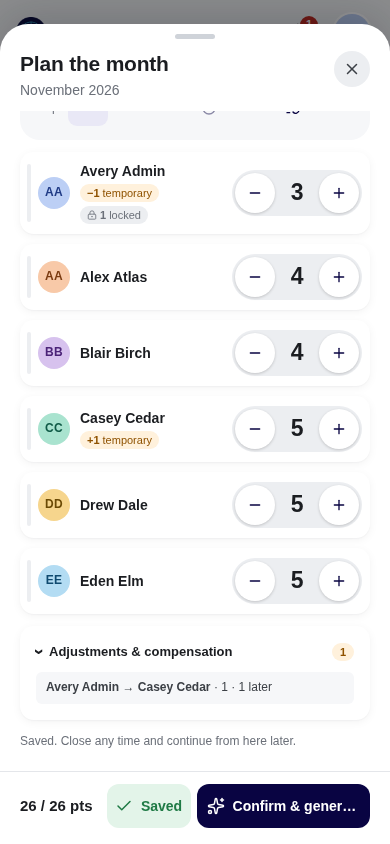 1
Plan the month
November 2026
AA
Avery Admin
−1 temporary
1 locked
− 3 +
AA
Alex Atlas
− 4 +
BB
Blair Birch
− 4 +
CC
Casey Cedar
+1 temporary
− 5 +
DD
Drew Dale
− 5 +
EE
Eden Elm
− 5 +
Adjustments & compensation
1
Avery Admin → Casey Cedar · 1 · 1 later
Saved. Close any time and continue from here later.
26 / 26 pts
Saved
Confirm & gener…